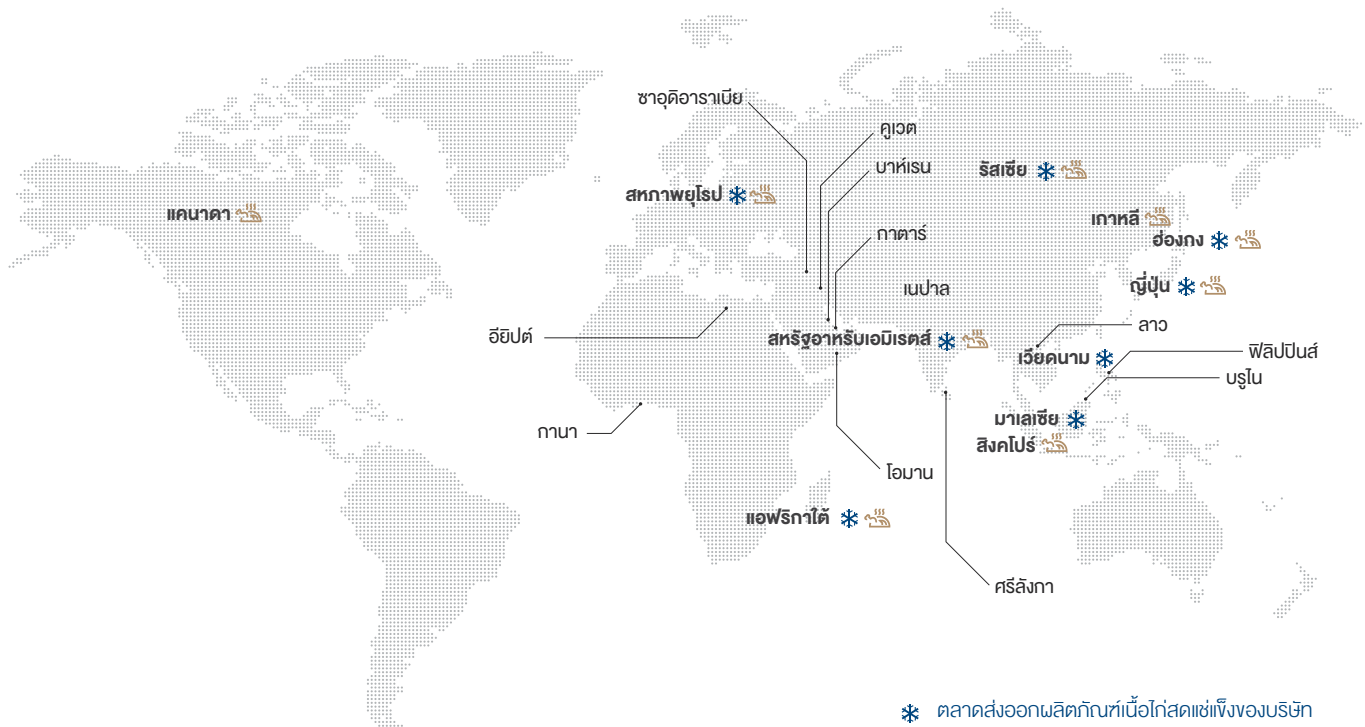 ซาอุดิอาราเบีย
คูเวต
บาห์เรน
รัสเซีย
สหภาพยุโรป
แคนาดา
เกาหลี
กาตาร์
ฮ่องกง
เนปาล
ญี่ปุ่น
อียิปต์
สหรัฐอาหรับเอมิเรตส์
ลาว
เวียดนาม
ฟิลิปปินส์
บรูไน
มาเลเซีย
กานา
สิงคโปร์
โอมาน
แอฟริกาใต้
ศรีลังกา
ตลาดส่งออกผลิตภัณฑ์เนื้อไก่สดแช่แข็งของบริษัท